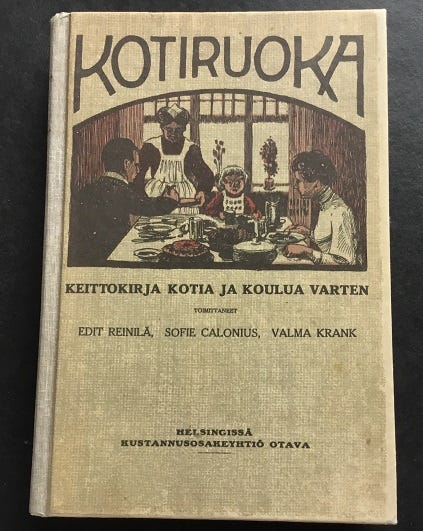 KOTIRUOKA
KEITTOKIRJA KOTIA JA KOULUA VARTEN
TOIMITTANEET
EDIT REINILÄ, SOFIE CALONIUS, VALMA KRANK
HELSINGISSÄ
KUSTANNUSOSAKEYHTIÖ OTAVA